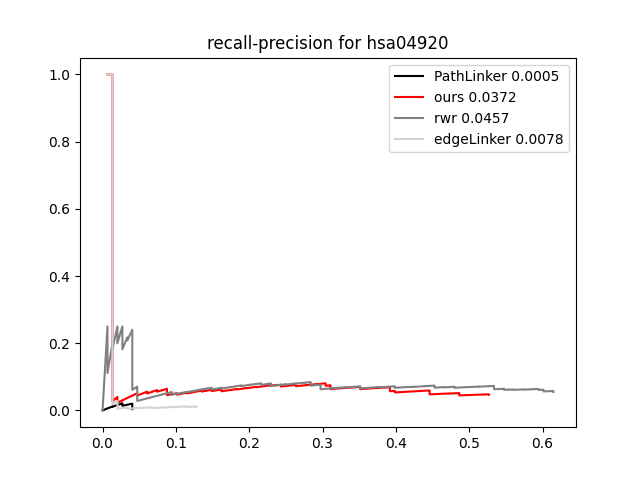 recall-precision for hsa04920
PathLinker 0.0005
ours 0.0372
rwr 0.0457
edgeLinker 0.0078
1.0
0.8
0.6
0.4
0.2
0.0
0.0 0.1 0.2 0.3 0.4 0.5 0.6